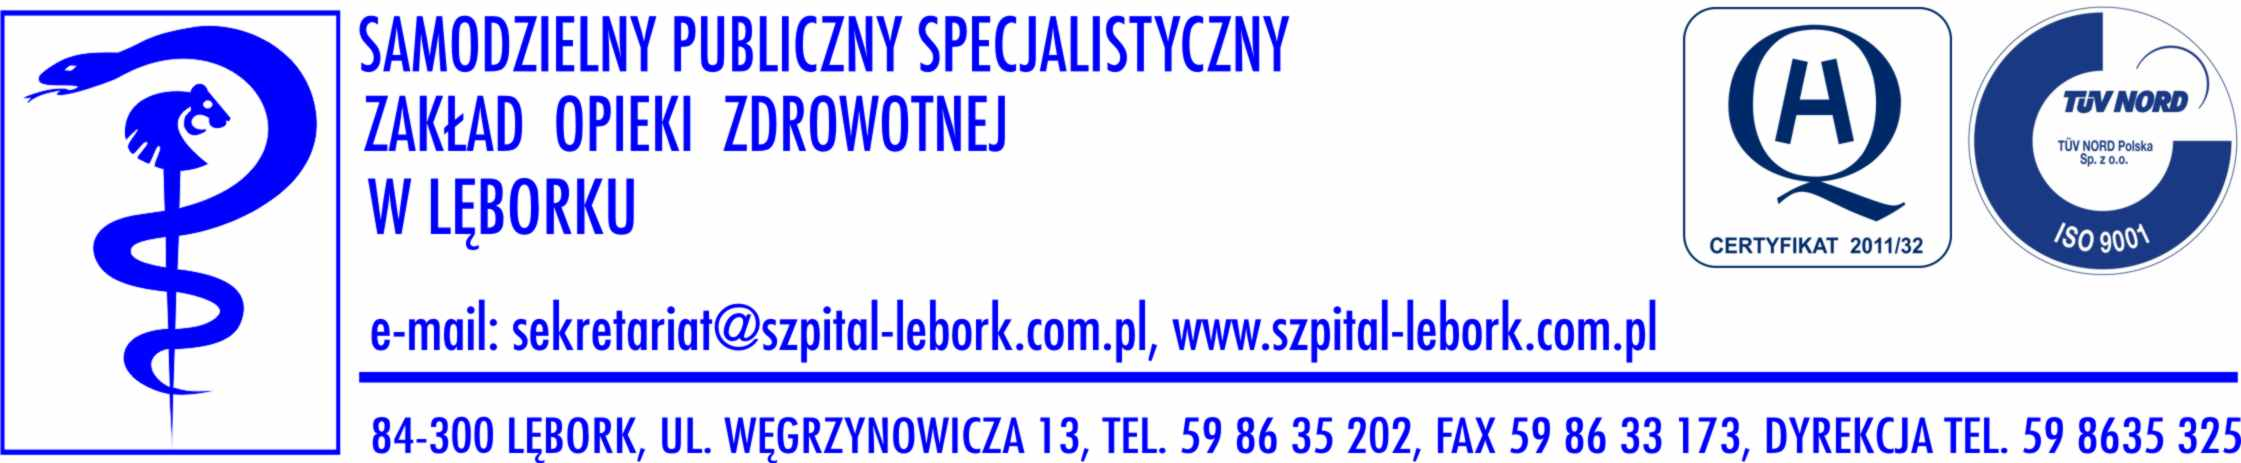 SAMODZIELNY PUBLICZNY SPECJALISTYCZNY
ZAKŁAD OPIEKI ZDROWOTNEJ
W LĘBORKU
e-mail: sekretariat@szpital-lebork.com.pl, www.szpital-lebork.com.pl
84-300 LĘBORK, UL. WĘGRZYNOWICZA 13, TEL. 59 86 35 202, FAX 59 86 33 173, DYREKCJA TEL. 59 8635 325
QH
CERTYFIKAT 2011/32
TÜV NORD
TÜV NORD Polska
Sp. z o.o.
ISO 9001